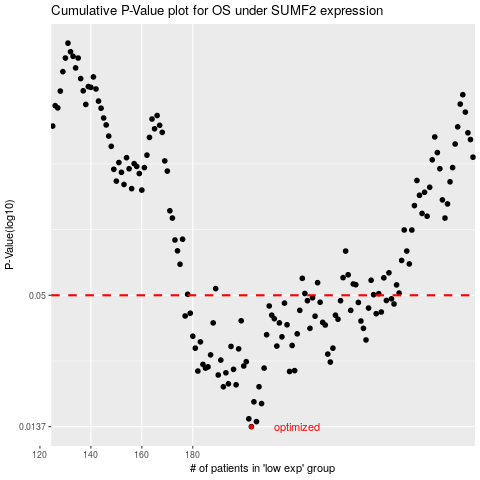 Cumulative P-Value plot for OS under SUMF2 expression
P-Value(log10)
0.05
0.0137
optimized
120 140 160 180
# of patients in 'low exp' group